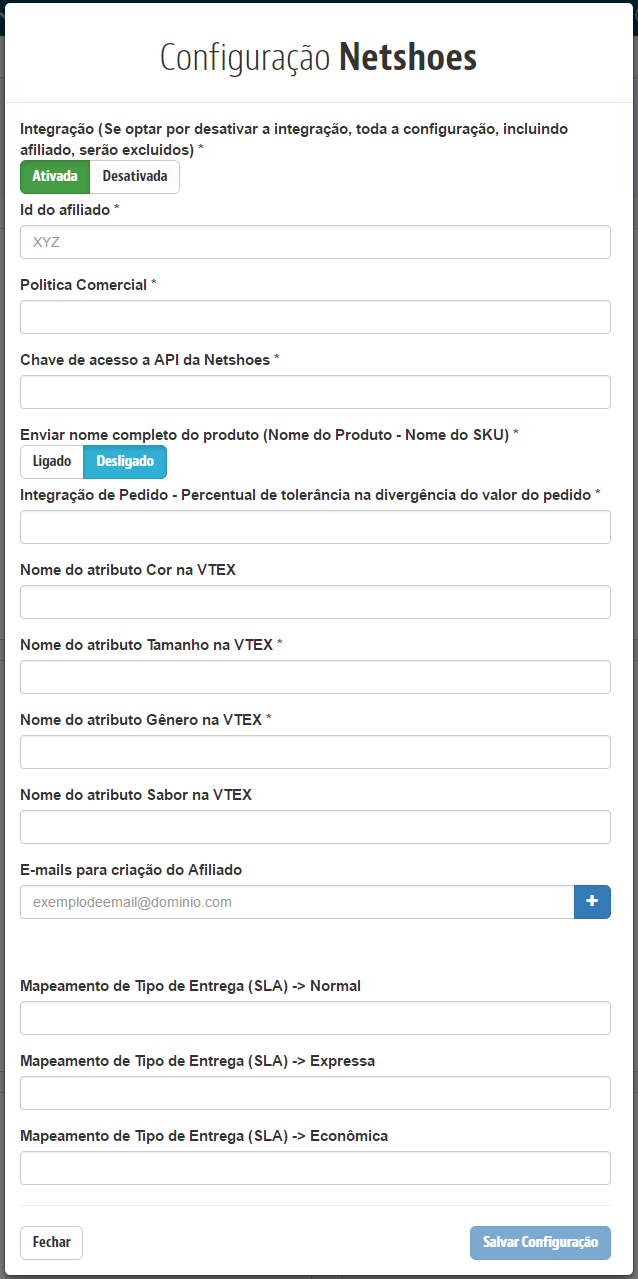 Configuração Netshoes
Integração (Se optar por desativar a integração, toda a configuração, incluindo
afiliado, serão excluidos) *
Ativada Desativada
Id do afiliado *
XYZ
Politica Comercial *
Chave de acesso a API da Netshoes *
Enviar nome completo do produto (Nome do Produto - Nome do SKU) *
Ligado Desligado
Integração de Pedido - Percentual de tolerância na divergência do valor do pedido *
Nome do atributo Cor na VTEX
Nome do atributo Tamanho na VTEX *
Nome do atributo Gênero na VTEX *
Nome do atributo Sabor na VTEX
E-mails para criação do Afiliado
exemplodeemail@dominio.com +
Mapeamento de Tipo de Entrega (SLA) -> Normal
Mapeamento de Tipo de Entrega (SLA) -> Expressa
Mapeamento de Tipo de Entrega (SLA) -> Econômica
Fechar Salvar Configuração